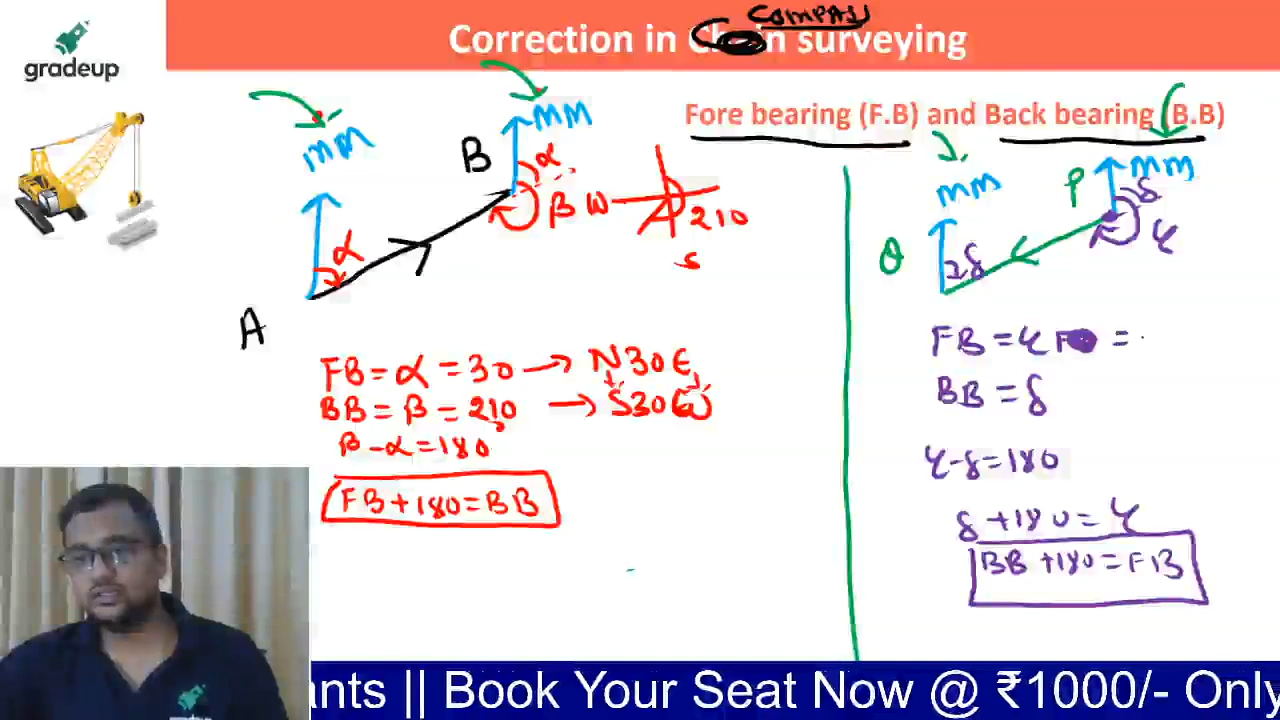 COMPASS
Correction in Chain surveying
gradeup
Fore bearing (F.B) and Back bearing (B.B)
MM
MM
B
α
α
β
W
210
S
A
FB = α = 30 → N30E
BB = β = 210 → S30W
β - α = 180
FB + 180 = BB
MM
MM
P
δ
Q
δ
FB =
=
BB = δ
- δ = 180
δ + 180 =
BB + 180 = FB
ants || Book Your Seat Now @ ₹1000/- Only